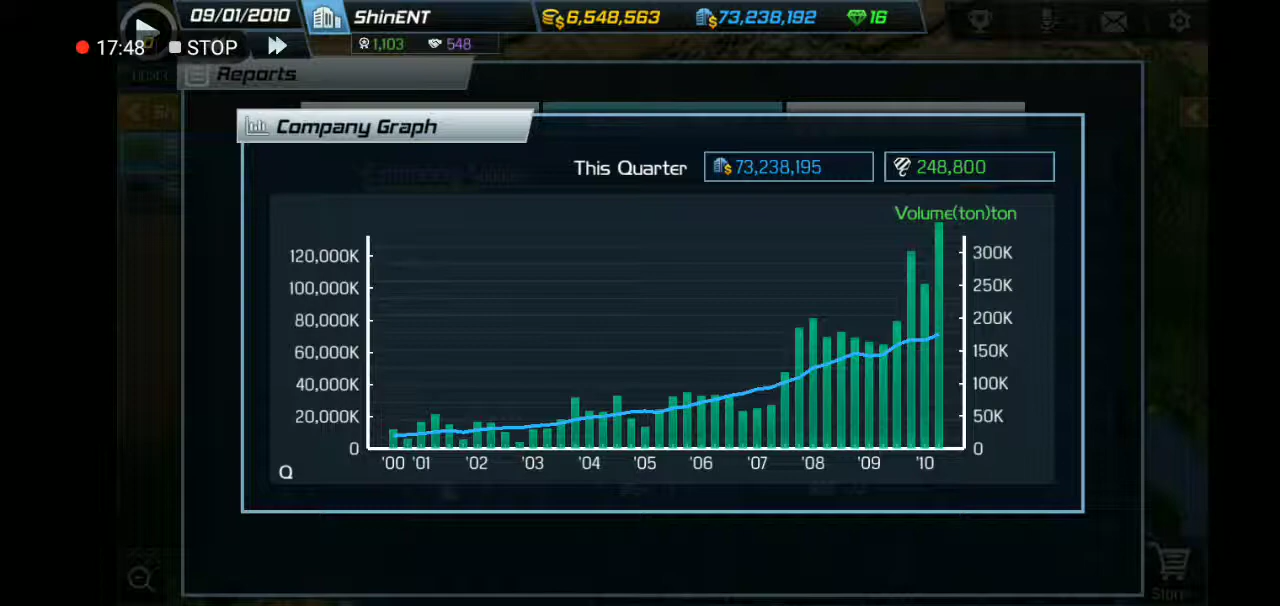 09/01/2010 ShinENT 6,548,563 73,238,192 16
17:48 STOP 1,103 548
Reports
Company Graph
This Quarter 73,238,195 248,800
Volume(ton)ton
120,000K 300K
100,000K 250K
80,000K 200K
60,000K 150K
40,000K 100K
20,000K 50K
0 0
Q '00 '01 '02 '03 '04 '05 '06 '07 '08 '09 '10
Store